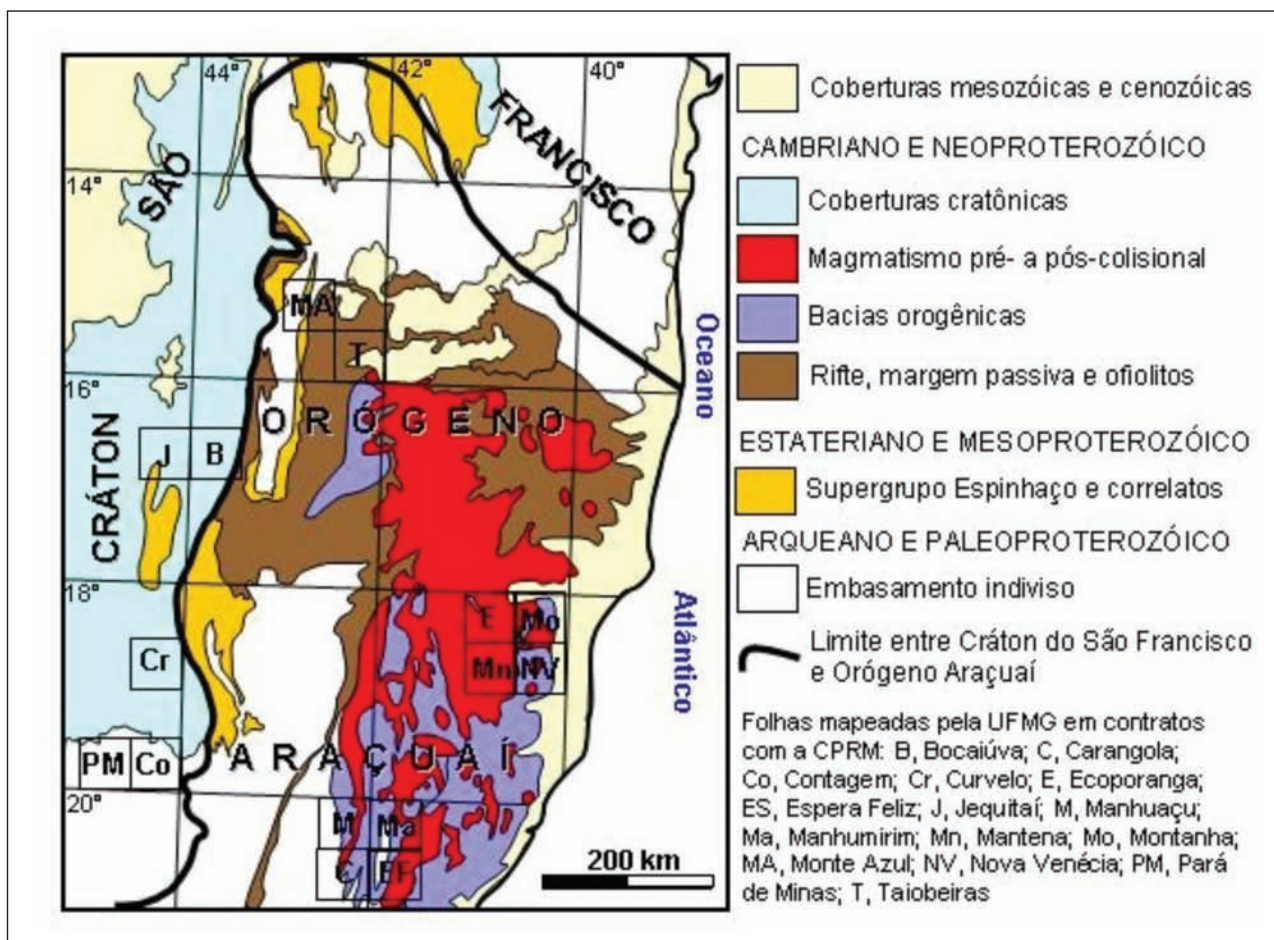 44°
42°
40°
14°
16°
18°
20°
SÃO
FRANCISCO
CRÁTON
ORÓGENO
ARAÇUAÍ
Oceano
Atlântico
MA
T
J
B
Cr
PM
Co
E
Mo
Mn
NV
M
Ma
C
EF
200 km
Coberturas mesozóicas e cenozóicas
CAMBRIANO E NEOPROTEROZÓICO
Coberturas cratônicas
Magmatismo pré- a pós-colisional
Bacias orogênicas
Rifte, margem passiva e ofiolitos
ESTATERIANO E MESOPROTEROZÓICO
Supergrupo Espinhaço e correlatos
ARQUEANO E PALEOPROTEROZÓICO
Embasamento indiviso
Limite entre Cráton do São Francisco
e Orógeno Araçuaí
Folhas mapeadas pela UFMG em contratos
com a CPRM: B, Bocaiúva; C, Carangola;
Co, Contagem; Cr, Curvelo; E, Ecoporanga;
ES, Espera Feliz; J, Jequitaí; M, Manhuaçu;
Ma, Manhumirim; Mn, Mantena; Mo, Montanha;
MA, Monte Azul; NV, Nova Venécia; PM, Pará
de Minas; T, Taiobeiras